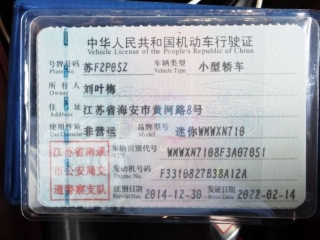 中华人民共和国机动车行驶证
Vehicle License of the People's Republic of China
号牌号码 苏F2P05Z 车辆类型 小型轿车
Plate No. Vehicle Type
所有人 刘叶梅
Owner
住址 江苏省海安市黄河路8号
Address
使用性质 非营运 品牌型号 迷你WMWXN710
江苏省南通
市公安局交
通警察支队
车辆识别代号 WMWXN7108F3A07051
VIN
发动机号码 F3310827B38A12A
Engine No.
注册日期 2014-12-30 发证日期 2022-02-14